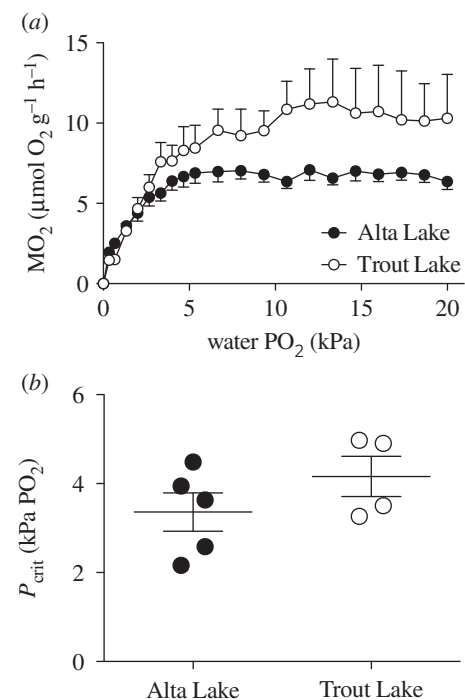 (a)
15
10
5
0
MO₂ (μmol O₂ g⁻¹ h⁻¹)
Alta Lake
Trout Lake
0 5 10 15 20
water PO₂ (kPa)
(b)
6
4
2
0
P_crit (kPa PO₂)
Alta Lake Trout Lake